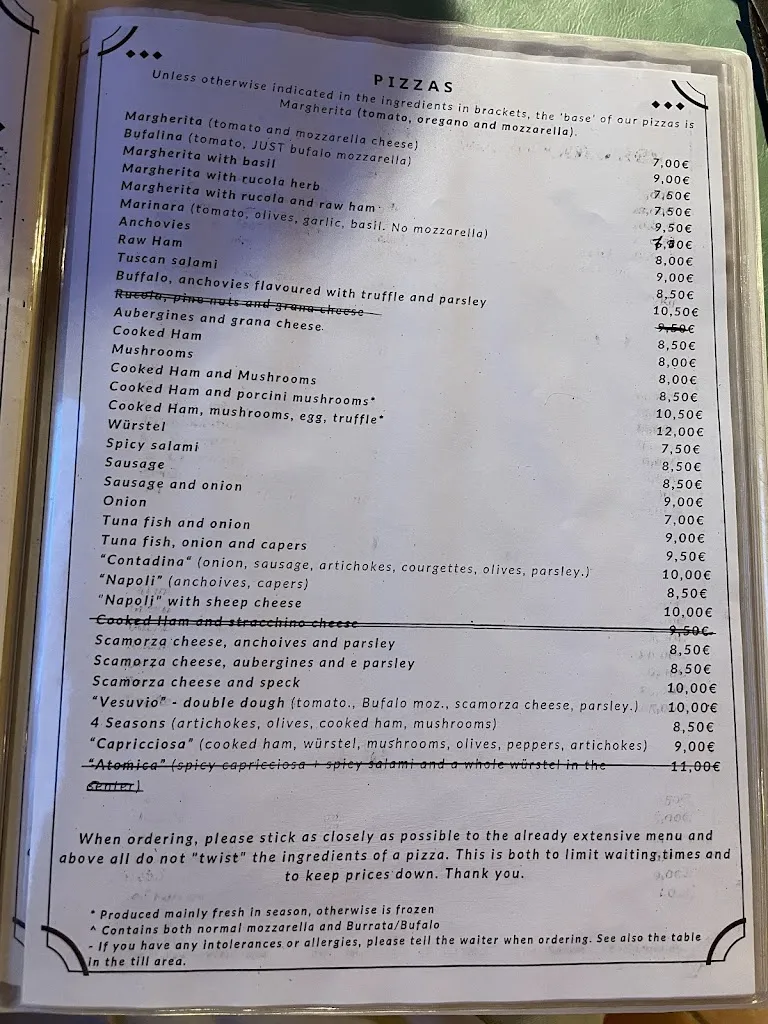 PIZZAS
Unless otherwise indicated in the ingredients in brackets, the 'base' of our pizzas is
Margherita (tomato, oregano and mozzarella).
Margherita (tomato and mozzarella cheese) 7,00€
Bufalina (tomato, JUST bufalo mozzarella) 9,00€
Margherita with basil 7,50€
Margherita with rucola herb 7,50€
Margherita with rucola and raw ham 9,50€
Marinara (tomato, olives, garlic, basil. No mozzarella)
Anchovies 8,00€
Raw Ham 9,00€
Tuscan salami 8,50€
Buffalo, anchovies flavoured with truffle and parsley 10,50€
Rucola, pine nuts and grana cheese 9,50€
Aubergines and grana cheese 8,50€
Cooked Ham 8,00€
Mushrooms 8,00€
Cooked Ham and Mushrooms 8,50€
Cooked Ham and porcini mushrooms* 10,50€
Cooked Ham, mushrooms, egg, truffle* 12,00€
Würstel 7,50€
Spicy salami 8,50€
Sausage 8,50€
Sausage and onion 9,00€
Onion 7,00€
Tuna fish and onion 9,00€
Tuna fish, onion and capers 9,50€
"Contadina" (onion, sausage, artichokes, courgettes, olives, parsley.) 10,00€
"Napoli" (anchoives, capers) 8,50€
"Napoli" with sheep cheese 10,00€
Cooked Ham and stracchino cheese 9,50€
Scamorza cheese, anchoives and parsley 8,50€
Scamorza cheese, aubergines and e parsley 8,50€
Scamorza cheese and speck 10,00€
"Vesuvio" - double dough (tomato., Bufalo moz., scamorza cheese, parsley.) 10,00€
4 Seasons (artichokes, olives, cooked ham, mushrooms) 8,50€
"Capricciosa" (cooked ham, würstel, mushrooms, olives, peppers, artichokes) 9,00€
"Atomica" (spicy capricciosa + spicy salami and a whole würstel in the 11,00€
center)
When ordering, please stick as closely as possible to the already extensive menu and
above all do not "twist" the ingredients of a pizza. This is both to limit waiting times and
to keep prices down. Thank you.
* Produced mainly fresh in season, otherwise is frozen
^ Contains both normal mozzarella and Burrata/Bufalo
- If you have any intolerances or allergies, please tell the waiter when ordering. See also the table
in the till area.